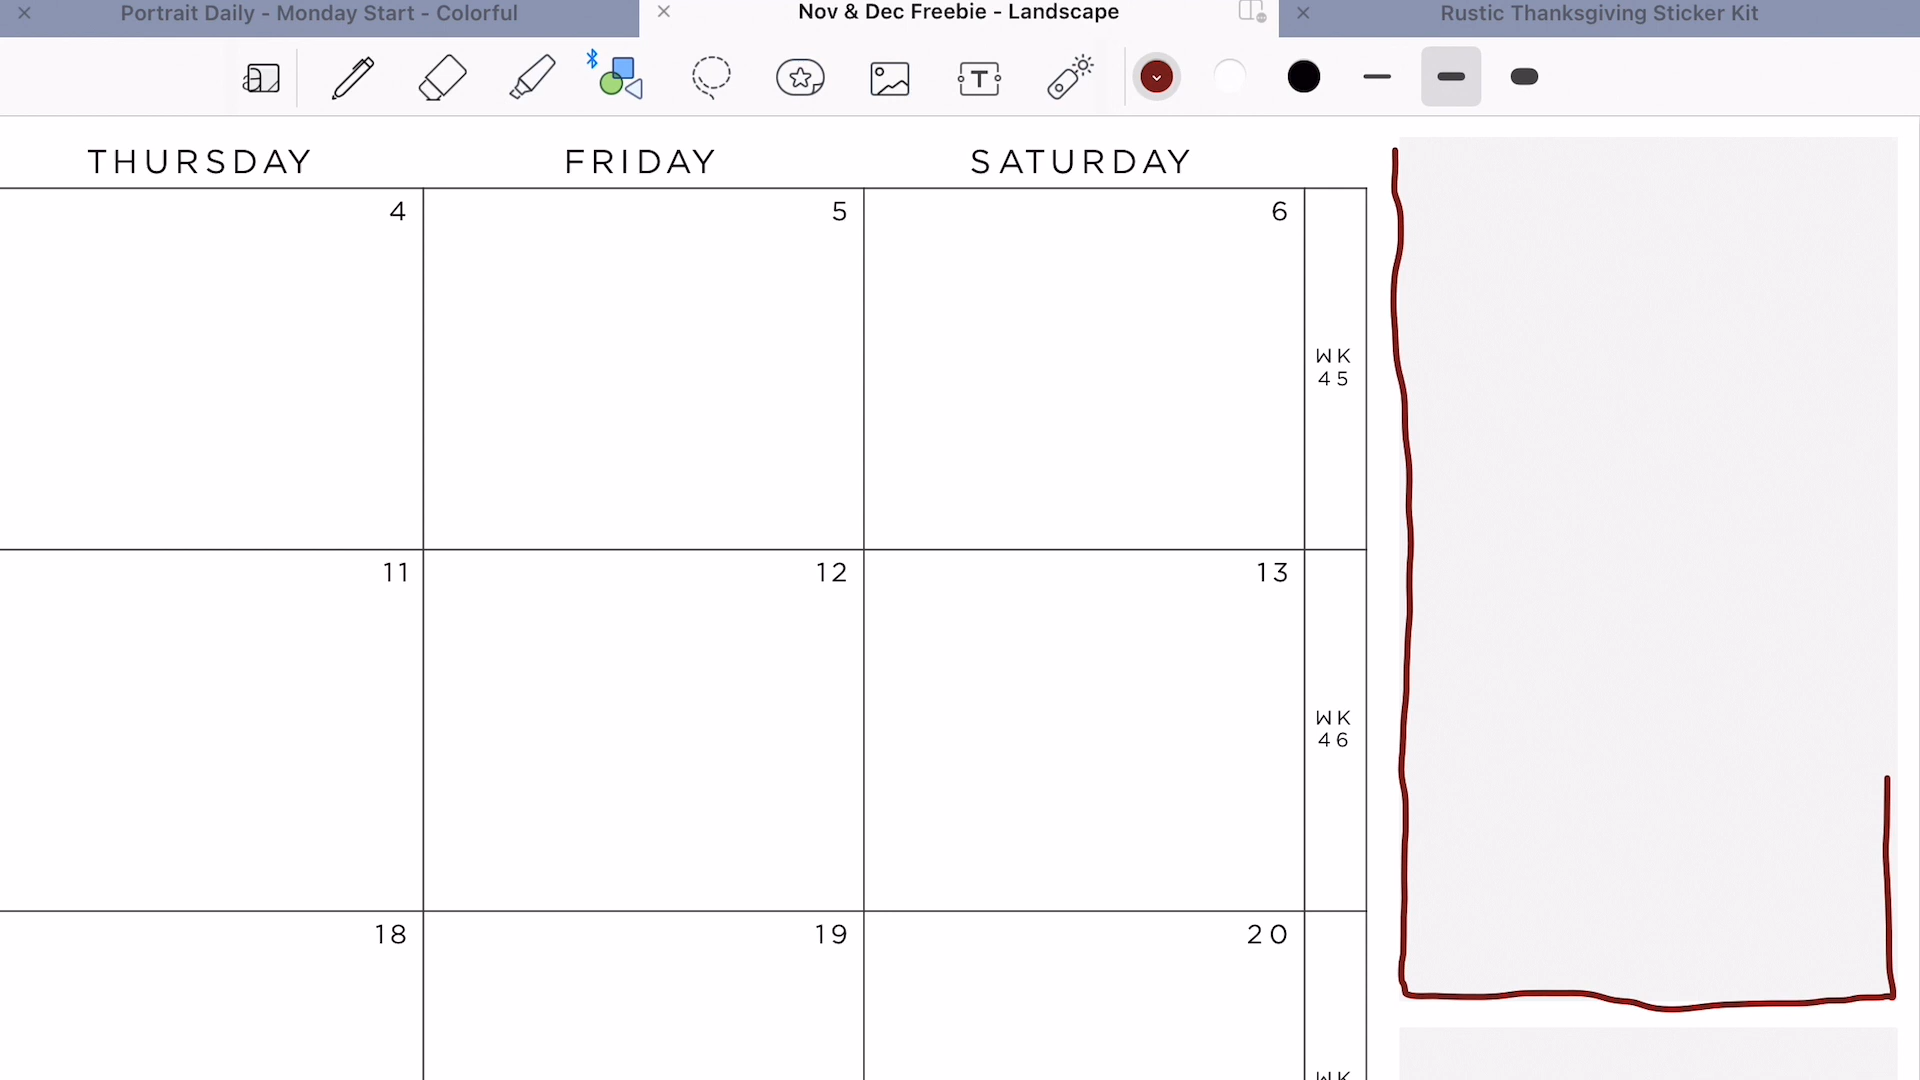 Portrait Daily - Monday Start - Colorful
Nov & Dec Freebie - Landscape
Rustic Thanksgiving Sticker Kit
THURSDAY FRIDAY SATURDAY
4 5 6
WK
45
11 12 13
WK
46
18 19 20
WK